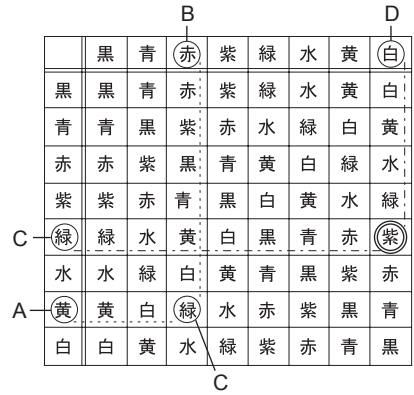 B D
黒 青 赤 紫 緑 水 黄 白
黒 黒 青 赤 紫 緑 水 黄 白
青 青 黒 紫 赤 水 緑 白 黄
赤 赤 紫 黒 青 黄 白 緑 水
紫 紫 赤 青 黒 白 黄 水 緑
C 緑 緑 水 黄 白 黒 青 赤 紫
水 水 緑 白 黄 青 黒 紫 赤
A 黄 黄 白 緑 水 赤 紫 黒 青
白 白 黄 水 緑 紫 赤 青 黒
C